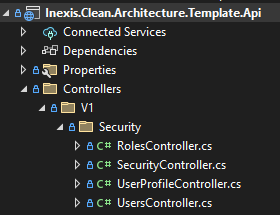 Inexis.Clean.Architecture.Template.Api
Connected Services
Dependencies
Properties
Controllers
V1
Security
C# RolesController.cs
C# SecurityController.cs
C# UserProfileController.cs
C# UsersController.cs